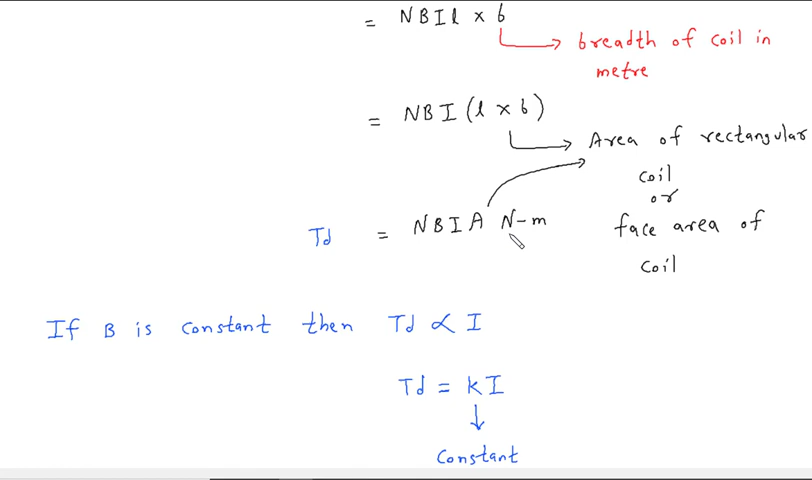 = NBIl × b
breadth of coil in
metre
= NBI (l × b)
Area of rectangular
coil
or
face area of
coil
Td = NBIA N-m
If B is constant then Td ∝ I
Td = KI
Constant